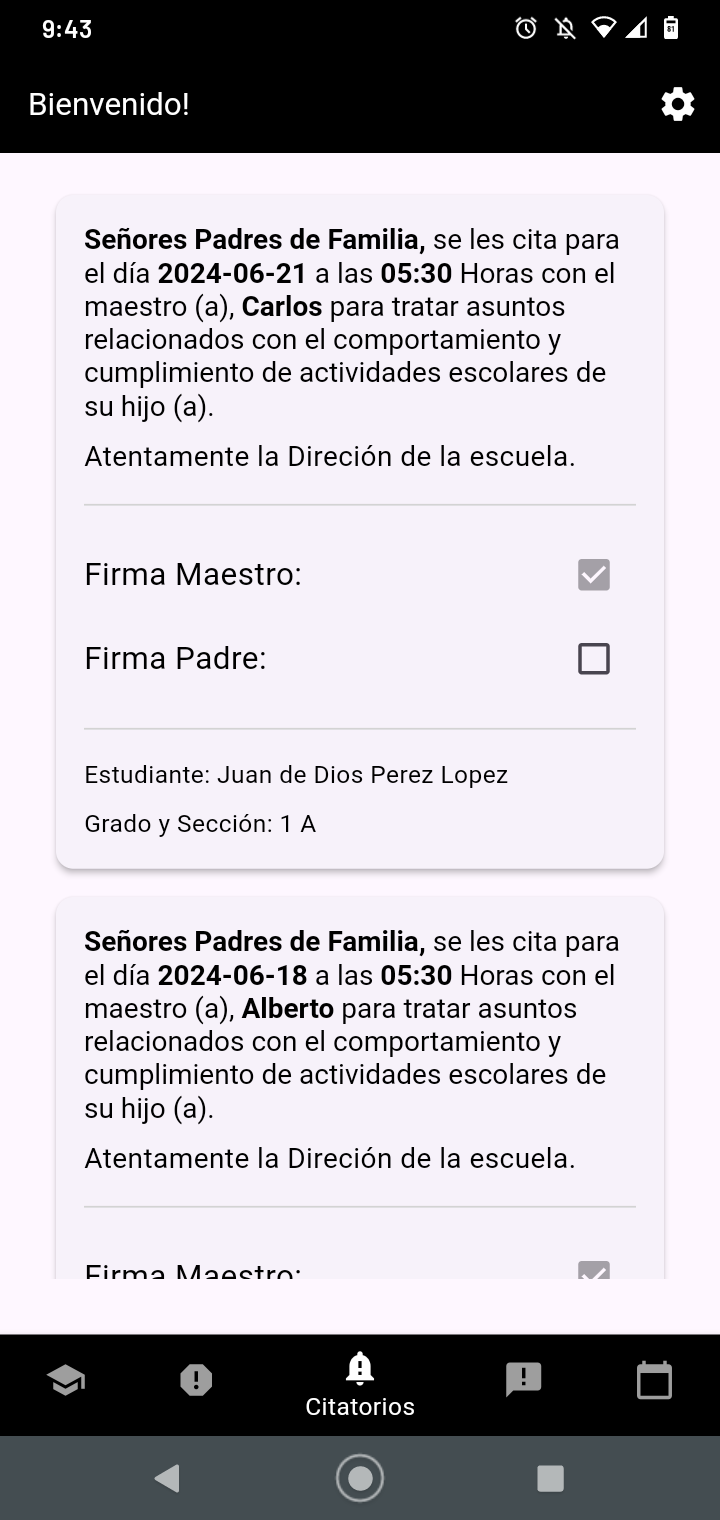 9:43
81
Bienvenido!
Señores Padres de Familia, se les cita para
el día 2024-06-21 a las 05:30 Horas con el
maestro (a), Carlos para tratar asuntos
relacionados con el comportamiento y
cumplimiento de actividades escolares de
su hijo (a).
Atentamente la Direción de la escuela.
Firma Maestro:
Firma Padre:
Estudiante: Juan de Dios Perez Lopez
Grado y Sección: 1 A
Señores Padres de Familia, se les cita para
el día 2024-06-18 a las 05:30 Horas con el
maestro (a), Alberto para tratar asuntos
relacionados con el comportamiento y
cumplimiento de actividades escolares de
su hijo (a).
Atentamente la Direción de la escuela.
Firma Maestro:
Citatorios